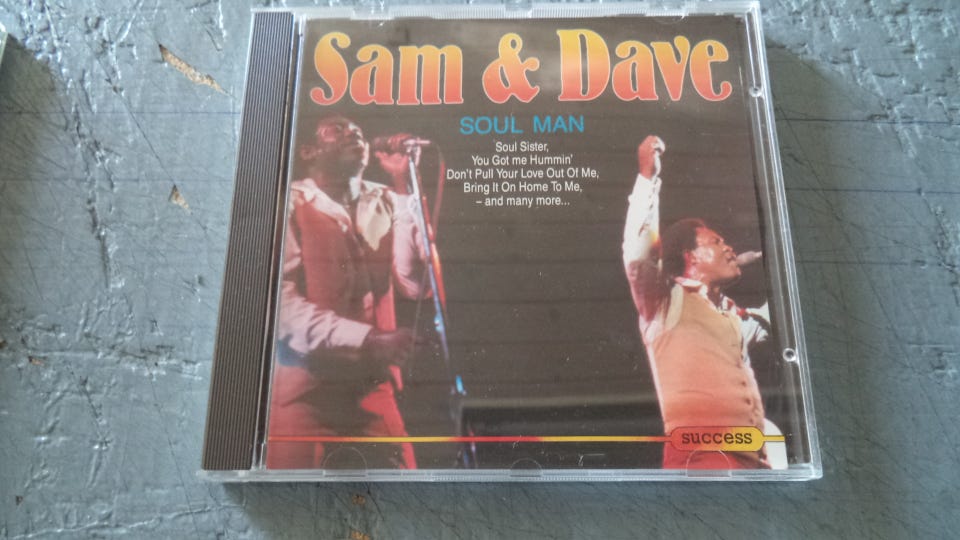 Sam & Dave
SOUL MAN
Soul Sister,
You Got me Hummin'
Don't Pull Your Love Out Of Me,
Bring It On Home To Me,
– and many more...
success